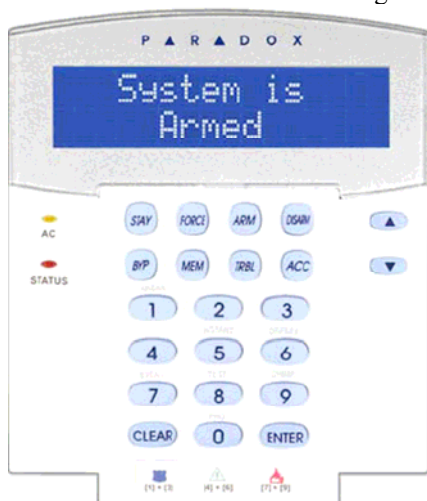 PARADOX
System is
Armed
STAY FORCE ARM DISARM
AC
BYP MEM TRBL ACC
STATUS
1 2 3
4 5 6
7 8 9
CLEAR 0 ENTER
[1] + [3] [4] + [6] [7] + [9]